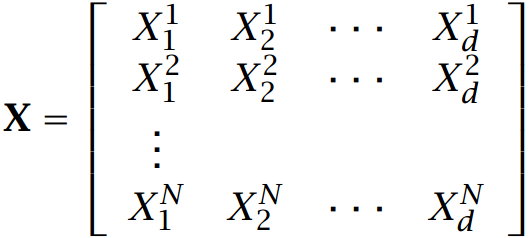 X = [ X_1^1 X_2^1 ··· X_d^1
X_1^2 X_2^2 ··· X_d^2
⋮
X_1^N X_2^N ··· X_d^N ]